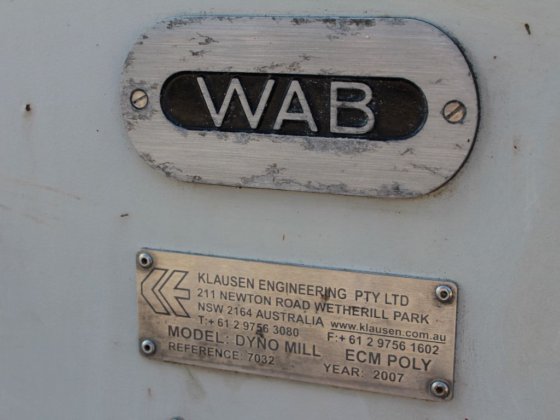 WAB
KLAUSEN ENGINEERING PTY LTD
211 NEWTON ROAD WETHERILL PARK
NSW 2164 AUSTRALIA www.klausen.com.au
T:+61 2 9756 3080 F:+61 2 9756 1602
MODEL: DYNO MILL ECM POLY
REFERENCE: 7032 YEAR: 2007